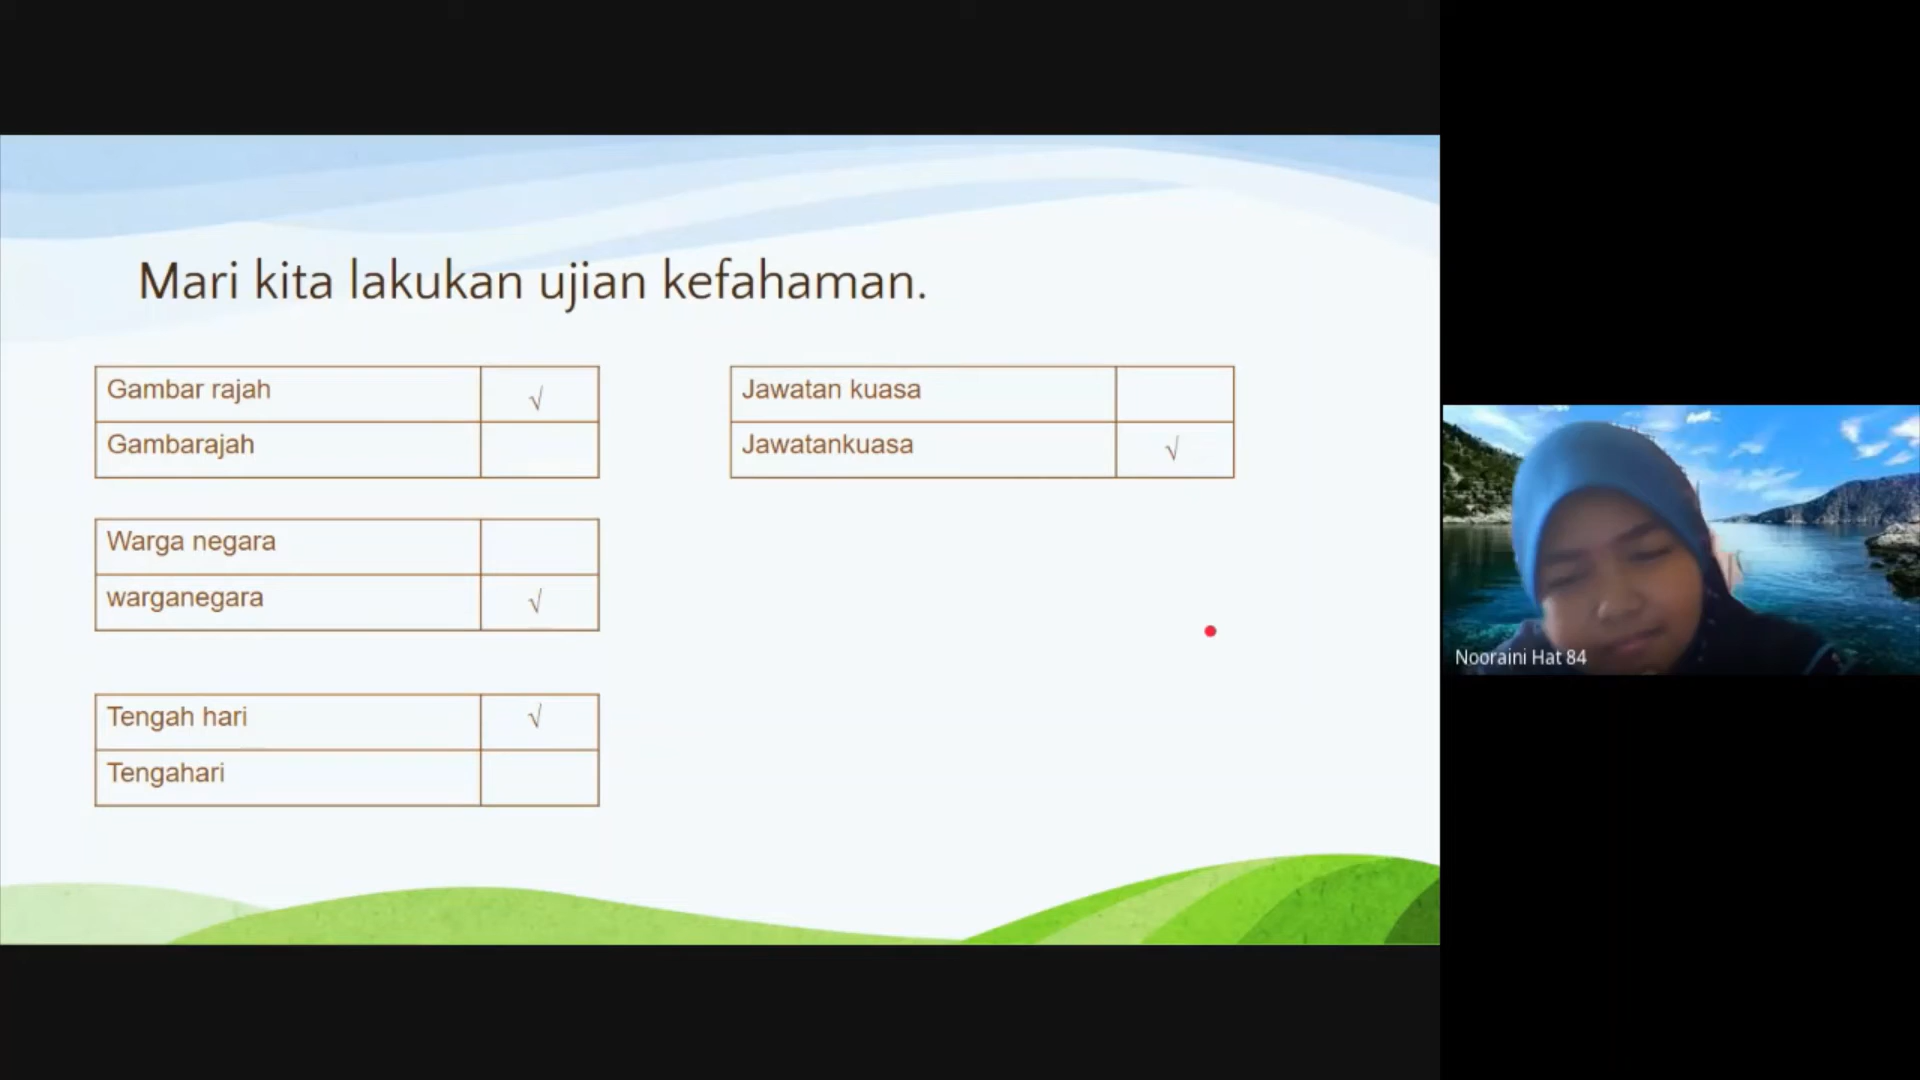 Mari kita lakukan ujian kefahaman.
Gambar rajah √
Gambarajah
Jawatan kuasa
Jawatankuasa √
Warga negara
warganegara √
Tengah hari √
Tengahari
Nooraini Hat 84